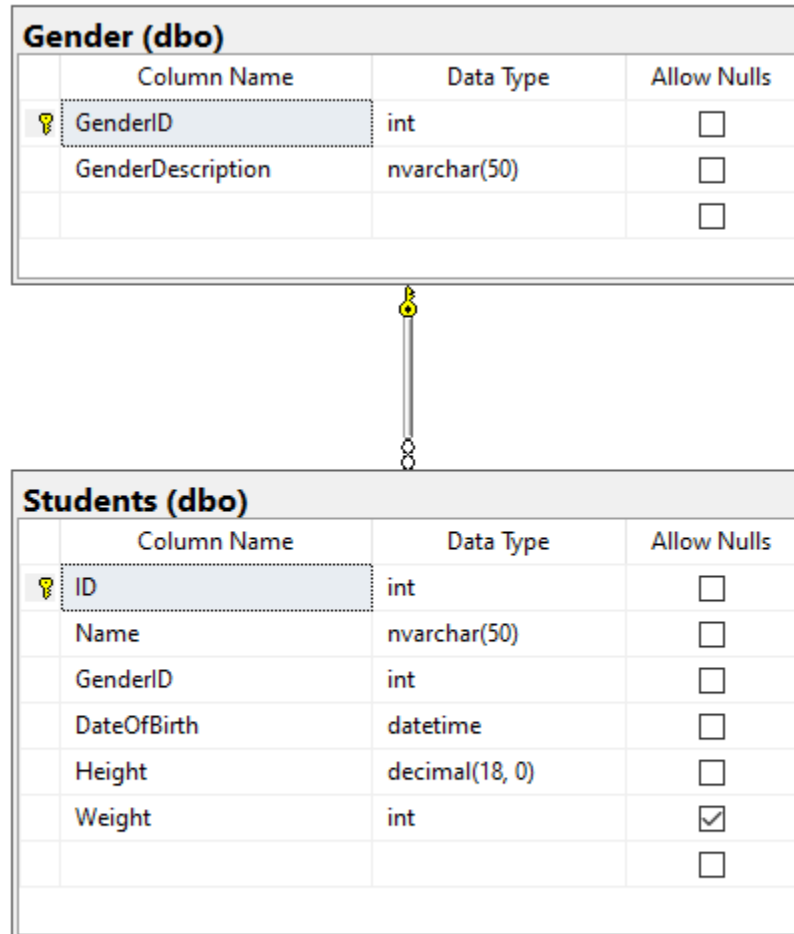 Gender (dbo)
Column Name Data Type Allow Nulls
GenderID int
GenderDescription nvarchar(50)
Students (dbo)
Column Name Data Type Allow Nulls
ID int
Name nvarchar(50)
GenderID int
DateOfBirth datetime
Height decimal(18, 0)
Weight int